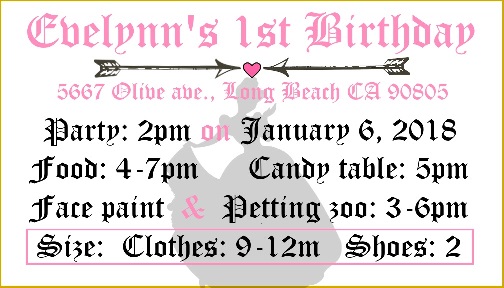 Evelynn's 1st Birthday
5667 Olive ave., Long Beach CA 90805
Party: 2pm on January 6, 2018
Food: 4-7pm Candy table: 5pm
Face paint & Petting zoo: 3-6pm
Size: Clothes: 9-12m Shoes: 2